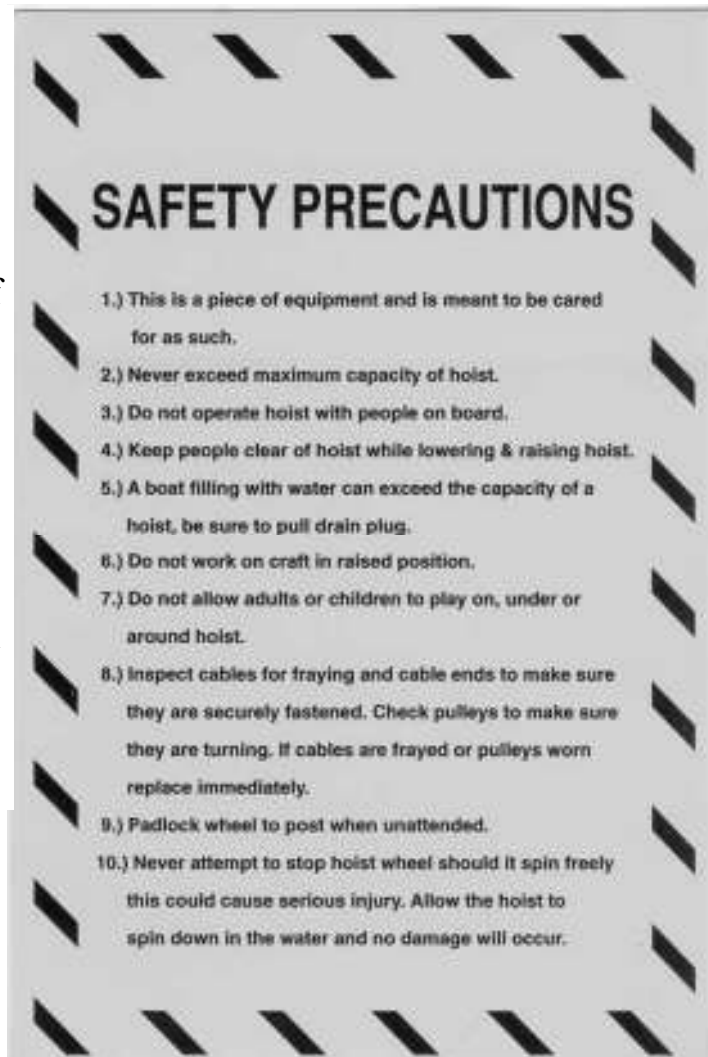 SAFETY PRECAUTIONS
1.) This is a piece of equipment and is meant to be cared
for as such.
2.) Never exceed maximum capacity of hoist.
3.) Do not operate hoist with people on board.
4.) Keep people clear of hoist while lowering & raising hoist.
5.) A boat filling with water can exceed the capacity of a
hoist, be sure to pull drain plug.
6.) Do not work on craft in raised position.
7.) Do not allow adults or children to play on, under or
around hoist.
8.) Inspect cables for fraying and cable ends to make sure
they are securely fastened. Check pulleys to make sure
they are turning. If cables are frayed or pulleys worn
replace immediately.
9.) Padlock wheel to post when unattended.
10.) Never attempt to stop hoist wheel should it spin freely
this could cause serious injury. Allow the hoist to
spin down in the water and no damage will occur.